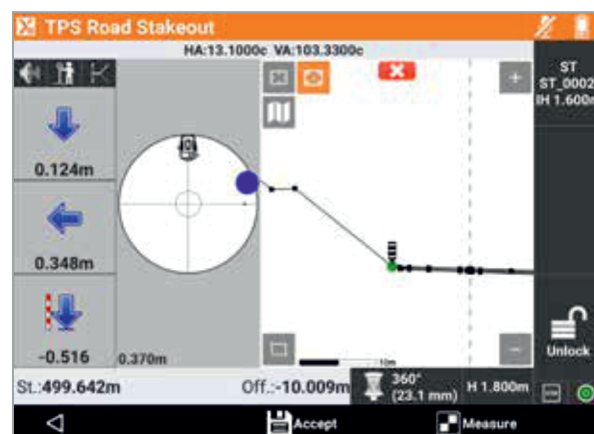 TPS Road Stakeout
HA:13.1000c VA:103.3300c
ST
ST_0002
IH 1.600m
0.124m
0.348m
-0.516
0.370m
10m
Unlock
St.:499.642m
Off.:-10.009m
360°
(23.1 mm)
H 1.800m
Accept
Measure